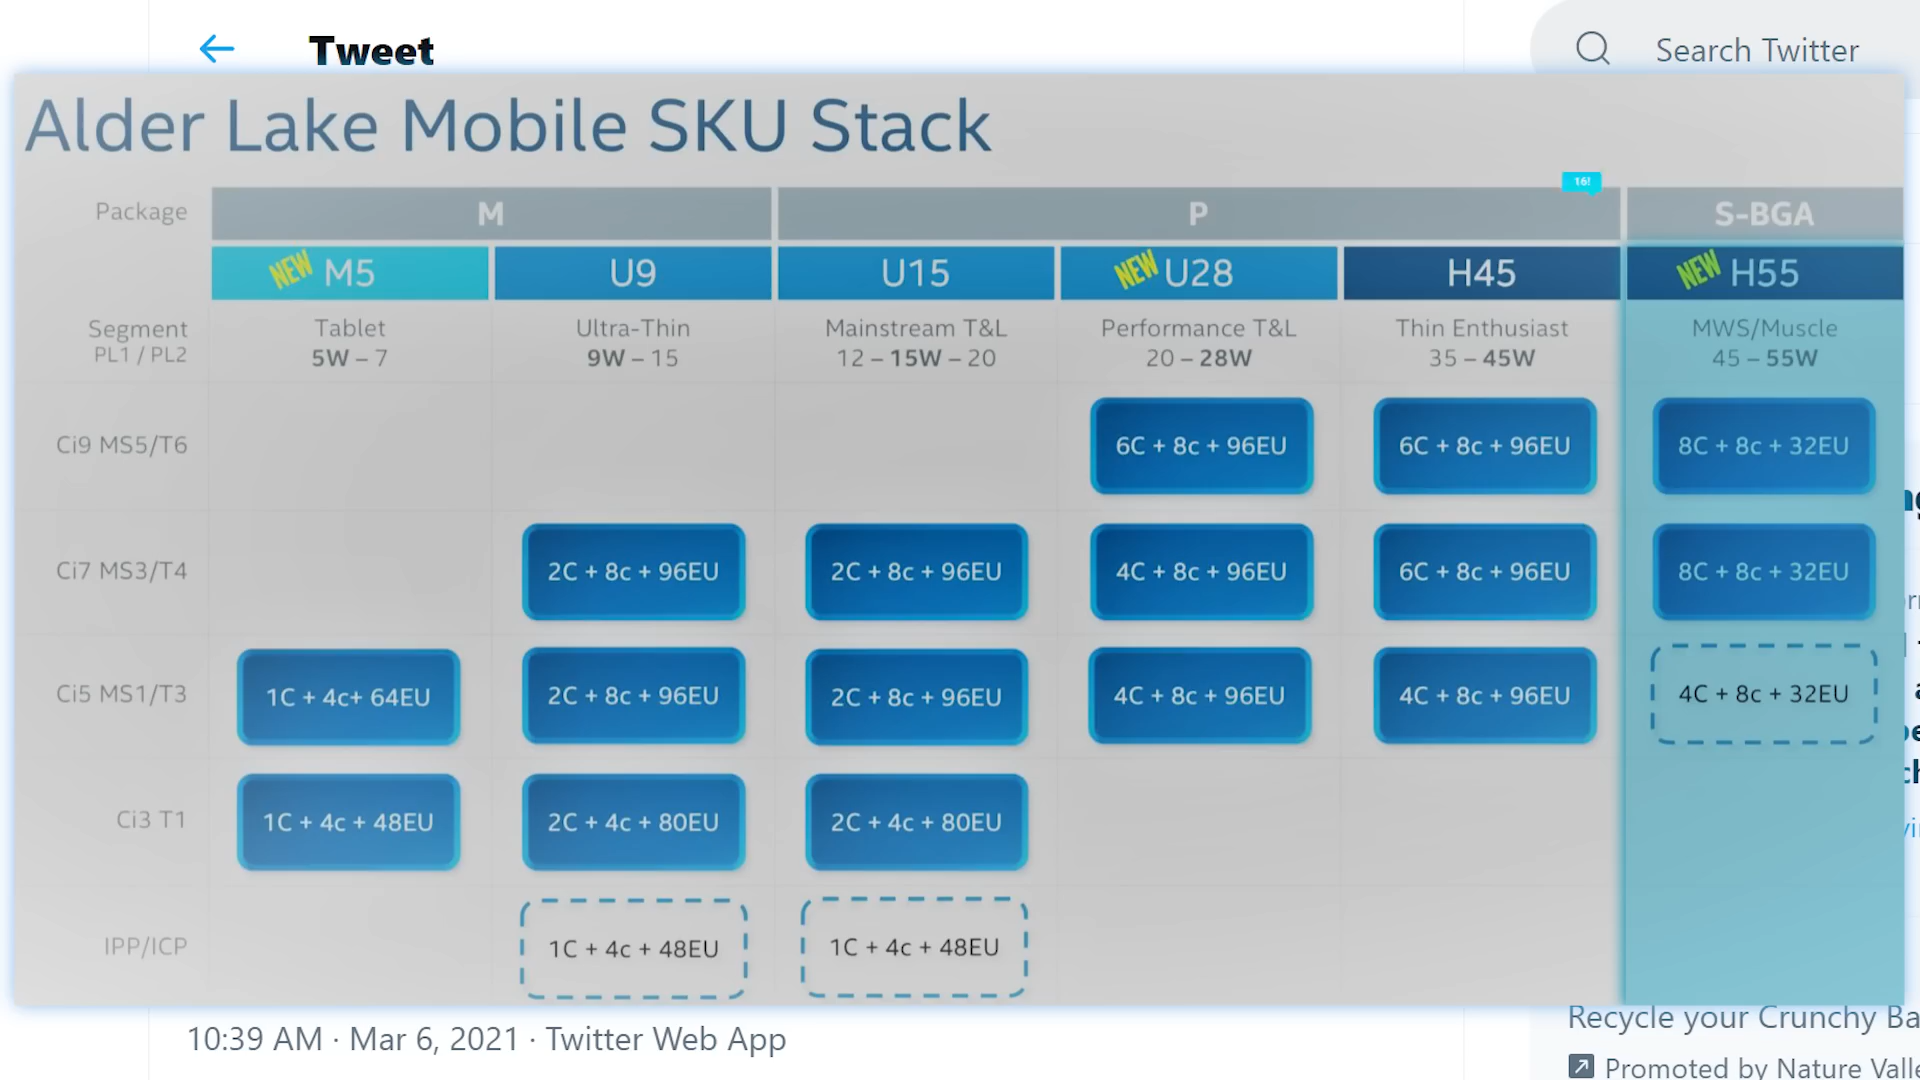 Tweet
Search Twitter
Alder Lake Mobile SKU Stack
16!
Package M P S-BGA
NEW M5 U9 U15 NEW U28 H45 NEW H55
Segment Tablet Ultra-Thin Mainstream T&L Performance T&L Thin Enthusiast MWS/Muscle
PL1 / PL2 5W – 7 9W – 15 12 – 15W – 20 20 – 28W 35 – 45W 45 – 55W
Ci9 MS5/T6 6C + 8c + 96EU 6C + 8c + 96EU 8C + 8c + 32EU
Ci7 MS3/T4 2C + 8c + 96EU 2C + 8c + 96EU 4C + 8c + 96EU 6C + 8c + 96EU 8C + 8c + 32EU
Ci5 MS1/T3 1C + 4c+ 64EU 2C + 8c + 96EU 2C + 8c + 96EU 4C + 8c + 96EU 4C + 8c + 96EU 4C + 8c + 32EU
Ci3 T1 1C + 4c + 48EU 2C + 4c + 80EU 2C + 4c + 80EU
IPP/ICP 1C + 4c + 48EU 1C + 4c + 48EU
10:39 AM · Mar 6, 2021 · Twitter Web App
Recycle your Crunchy Ba
Promoted by Nature Valle